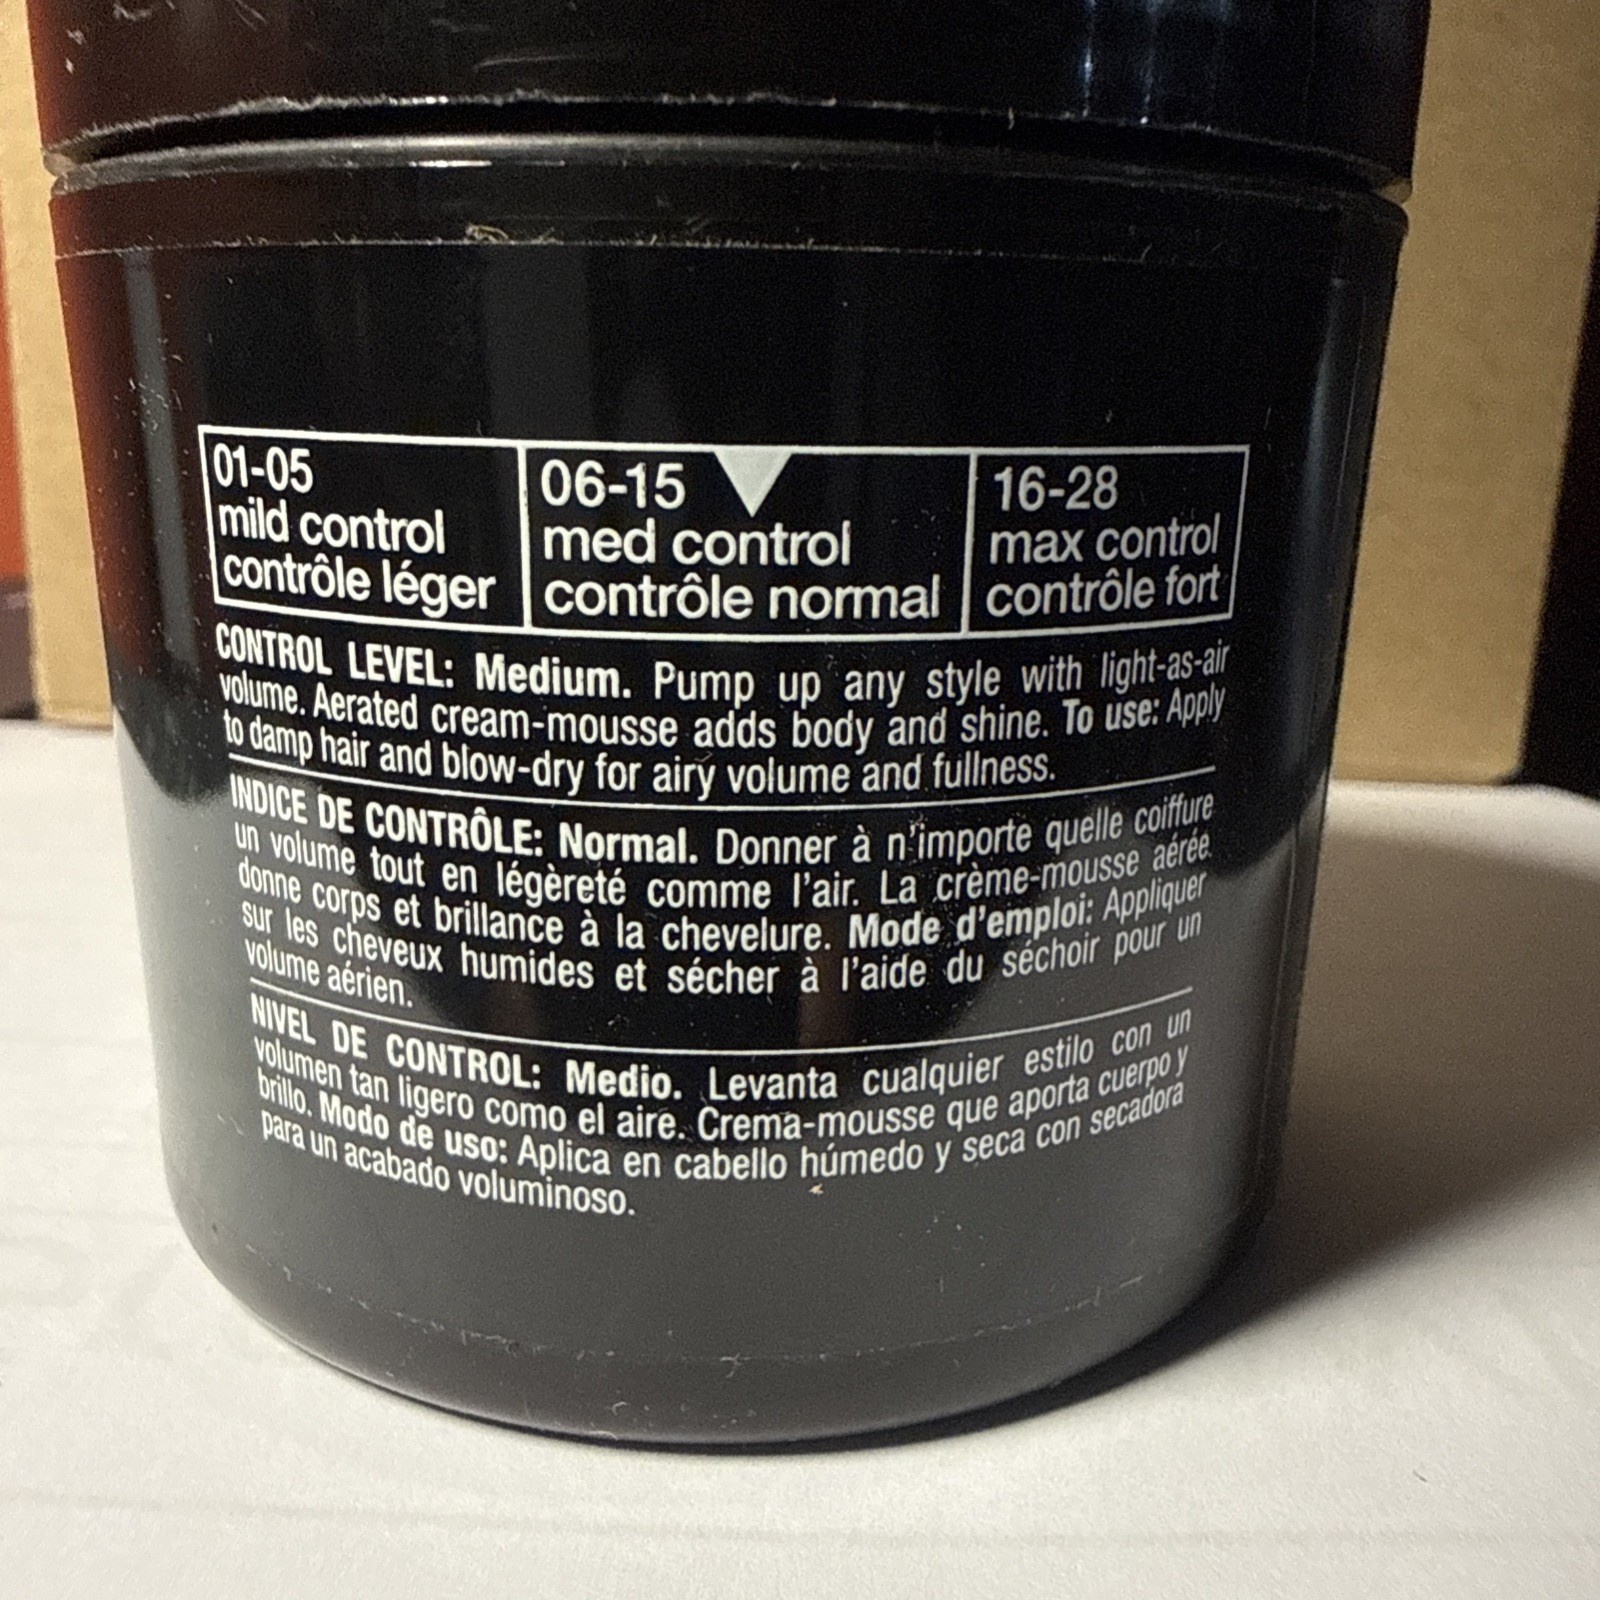 01-05
mild control
contrôle léger
06-15
med control
contrôle normal
16-28
max control
contrôle fort
CONTROL LEVEL: Medium. Pump up any style with light-as-air
volume. Aerated cream-mousse adds body and shine. To use: Apply
to damp hair and blow-dry for airy volume and fullness.
INDICE DE CONTRÔLE: Normal. Donner à n'importe quelle coiffure
un volume tout en légèreté comme l'air. La crème-mousse aérée
donne corps et brillance à la chevelure. Mode d'emploi: Appliquer
sur les cheveux humides et sécher à l'aide du séchoir pour un
volume aérien.
NIVEL DE CONTROL: Medio. Levanta cualquier estilo con un
volumen tan ligero como el aire. Crema-mousse que aporta cuerpo y
brillo. Modo de uso: Aplica en cabello húmedo y seca con secadora
para un acabado voluminoso.